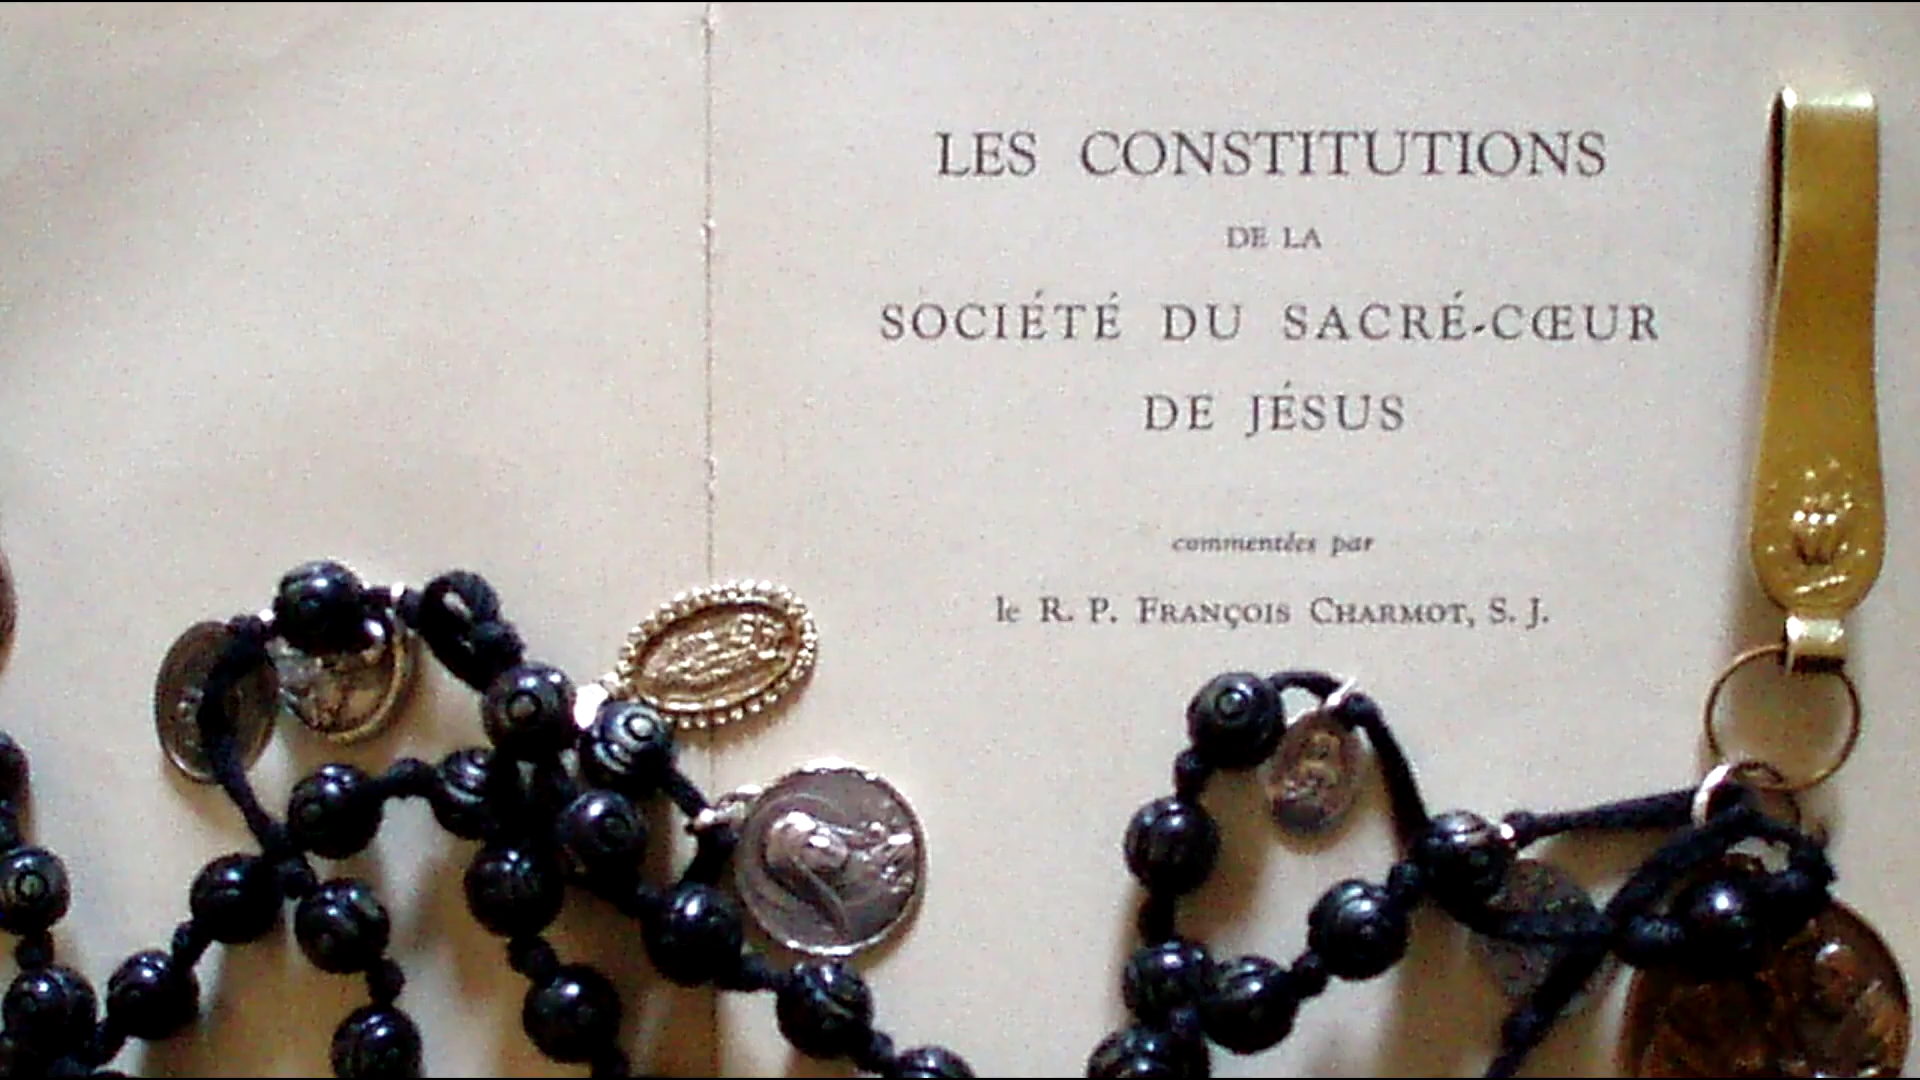 LES CONSTITUTIONS
DE LA
SOCIÉTÉ DU SACRÉ-CŒUR
DE JÉSUS
commentées par
le R. P. FRANÇOIS CHARMOT, S. J.